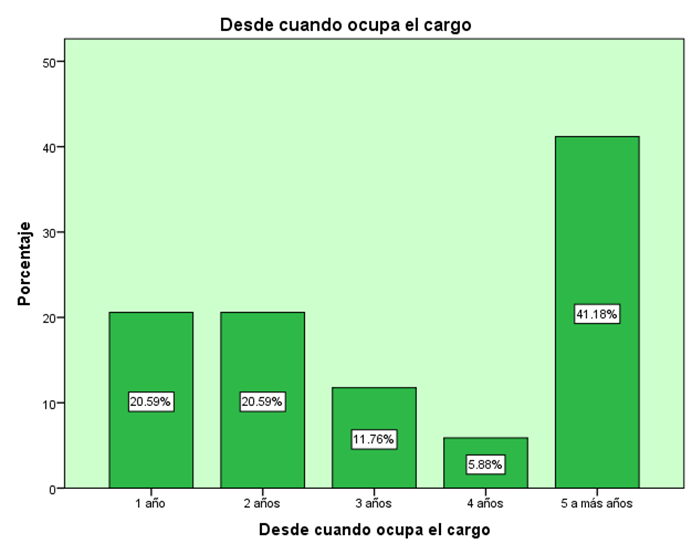 Desde cuando ocupa el cargo
50
40
30
20
10
0
Porcentaje
20.59%
20.59%
11.76%
5.88%
41.18%
1 año
2 años
3 años
4 años
5 a más años
Desde cuando ocupa el cargo